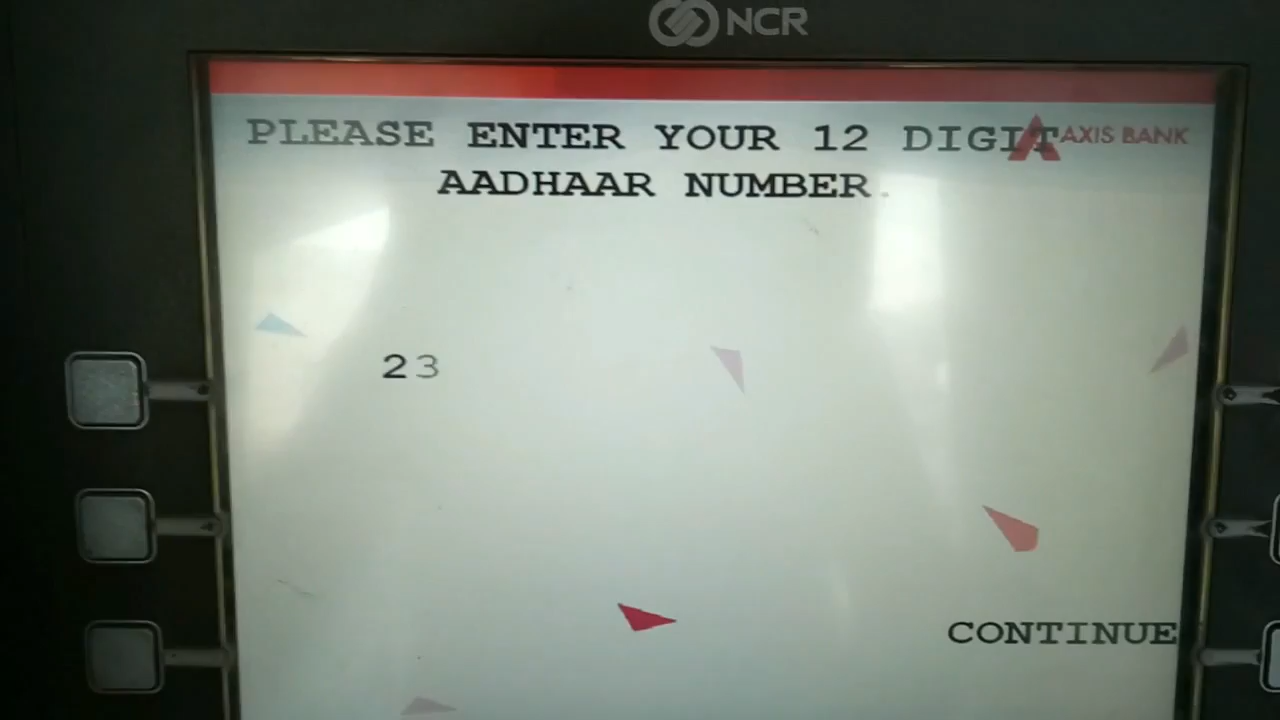 NCR
PLEASE ENTER YOUR 12 DIGIT
AXIS BANK
AADHAAR NUMBER.
23
CONTINUE